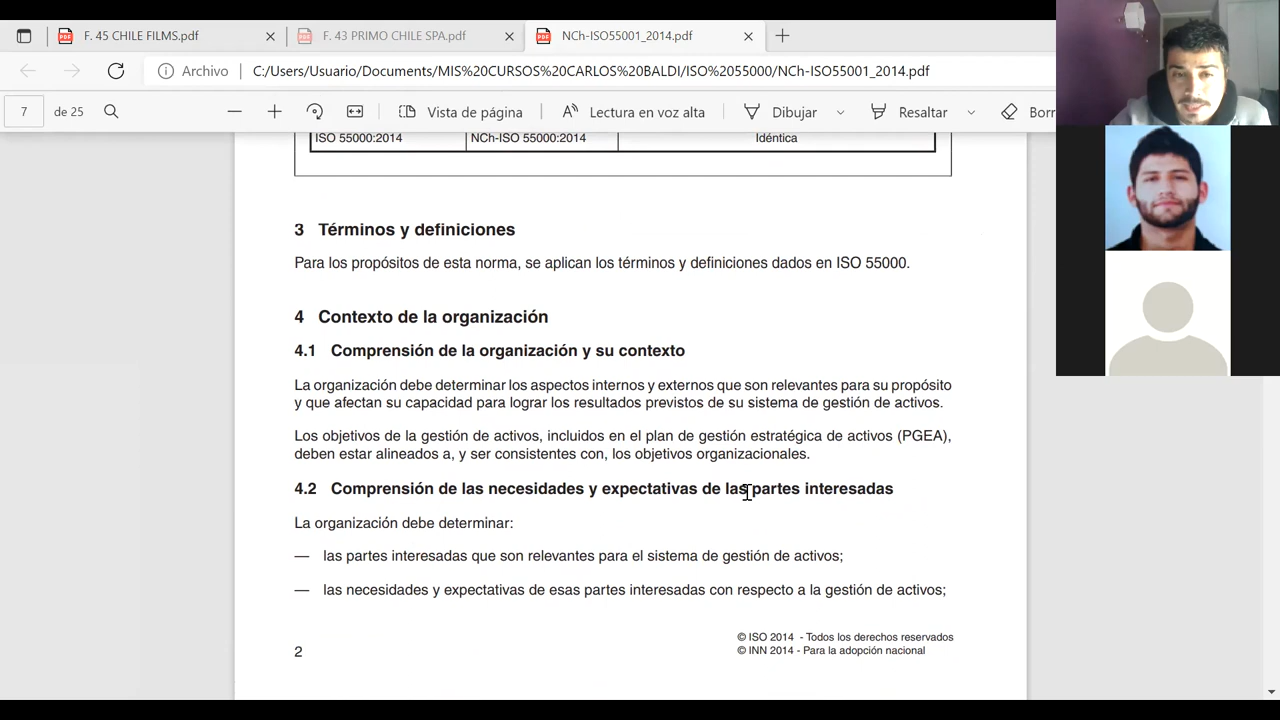 F. 45 CHILE FILMS.pdf
F. 43 PRIMO CHILE SPA.pdf
NCh-ISO55001_2014.pdf
Archivo
C:/Users/Usuario/Documents/MIS%20CURSOS%20CARLOS%20BALDI/ISO%2055000/NCh-ISO55001_2014.pdf
7 de 25
Vista de página
Lectura en voz alta
Dibujar
Resaltar
Borr
ISO 55000:2014 NCh-ISO 55000:2014 Idéntica
3 Términos y definiciones
Para los propósitos de esta norma, se aplican los términos y definiciones dados en ISO 55000.
4 Contexto de la organización
4.1 Comprensión de la organización y su contexto
La organización debe determinar los aspectos internos y externos que son relevantes para su propósito
y que afectan su capacidad para lograr los resultados previstos de su sistema de gestión de activos.
Los objetivos de la gestión de activos, incluidos en el plan de gestión estratégica de activos (PGEA),
deben estar alineados a, y ser consistentes con, los objetivos organizacionales.
4.2 Comprensión de las necesidades y expectativas de las partes interesadas
La organización debe determinar:
— las partes interesadas que son relevantes para el sistema de gestión de activos;
— las necesidades y expectativas de esas partes interesadas con respecto a la gestión de activos;
2
© ISO 2014 - Todos los derechos reservados
© INN 2014 - Para la adopción nacional